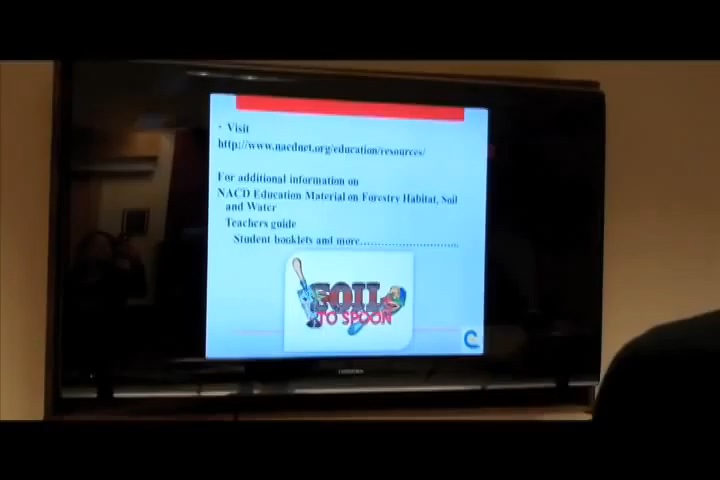 • Visit
http://www.nacdnet.org/education/resources/
For additional information on
NACD Education Material on Forestry Habitat, Soil
and Water
Teachers guide
Student booklets and more..........................
SOIL
TO SPOON